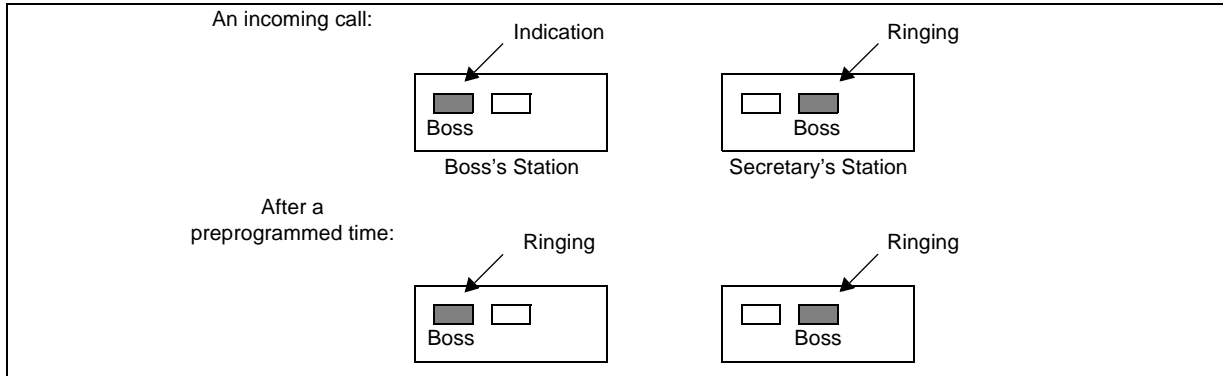 An incoming call:
Indication
Ringing
Boss
Boss
Boss's Station
Secretary's Station
After a
preprogrammed time:
Ringing
Ringing
Boss
Boss